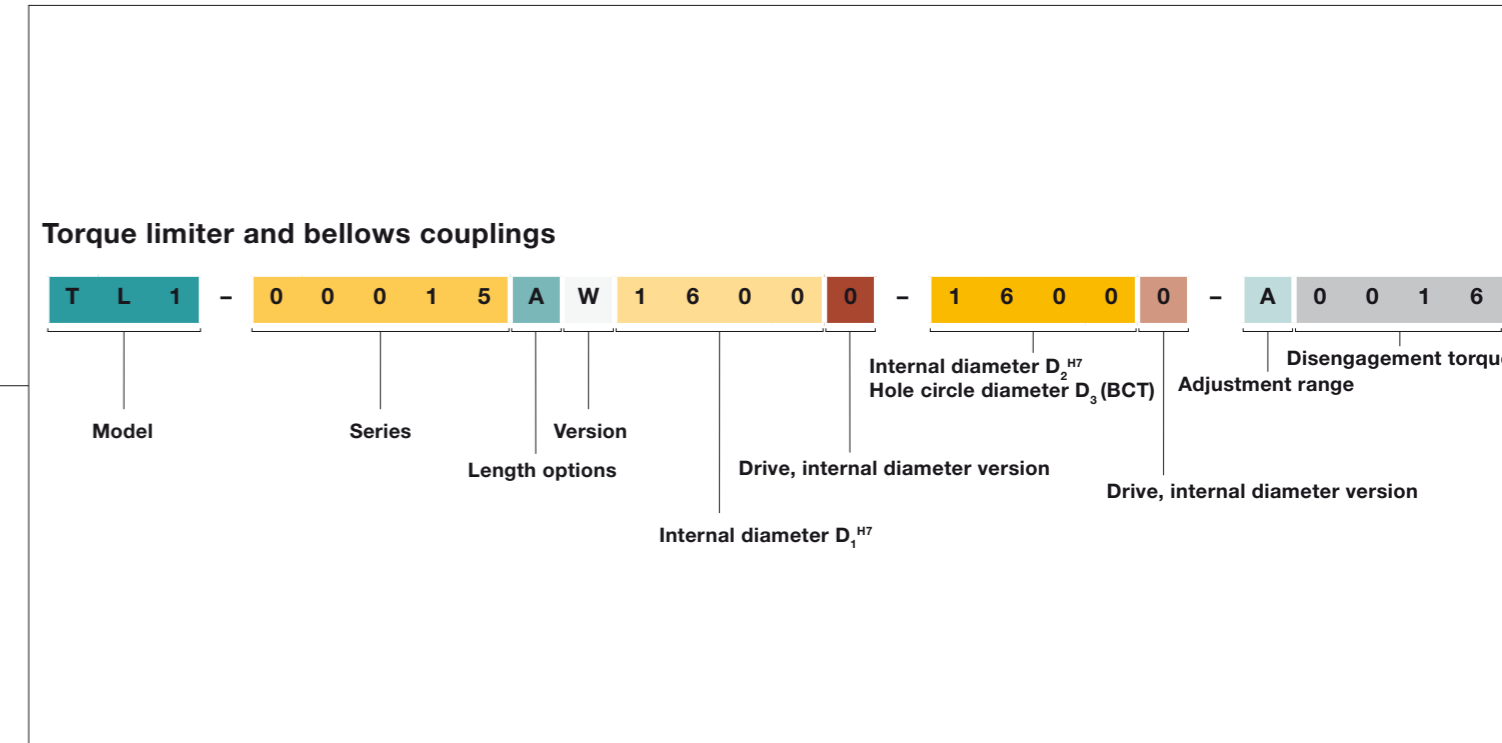 Torque limiter and bellows couplings
T L 1 – 0 0 0 1 5 A W 1 6 0 0 0 – 1 6 0 0 0 – A 0 0 1 6
Internal diameter D₂ᴴ⁷
Hole circle diameter D₃ (BCT)
Adjustment range
Disengagement torque
Model
Series
Version
Length options
Drive, internal diameter version
Drive, internal diameter version
Internal diameter D₁ᴴ⁷